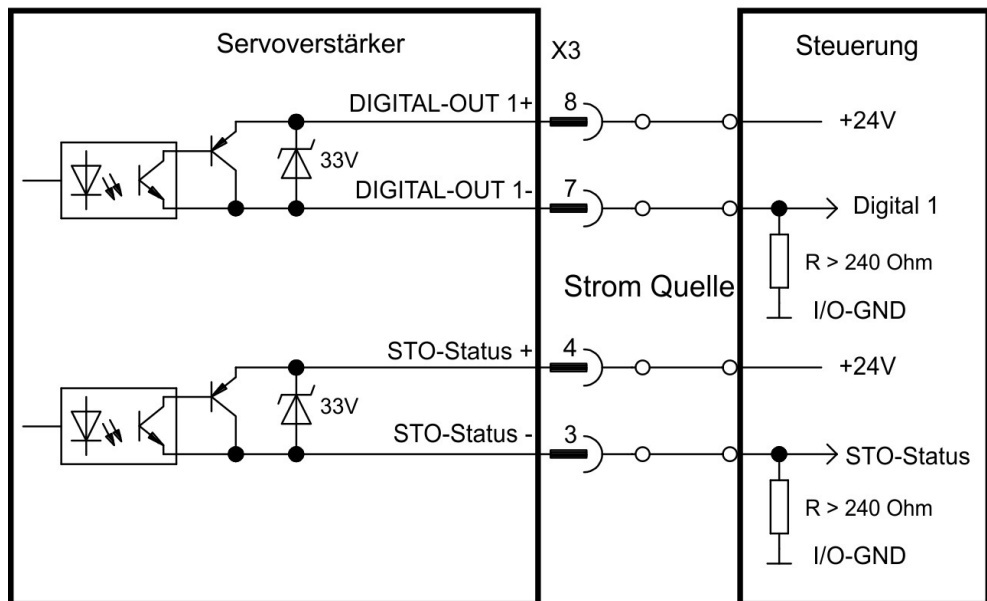 Servoverstärker
X3
Steuerung
DIGITAL-OUT 1+
8
+24V
33V
DIGITAL-OUT 1-
7
Digital 1
R > 240 Ohm
Strom Quelle
I/O-GND
STO-Status +
4
+24V
33V
STO-Status -
3
STO-Status
R > 240 Ohm
I/O-GND